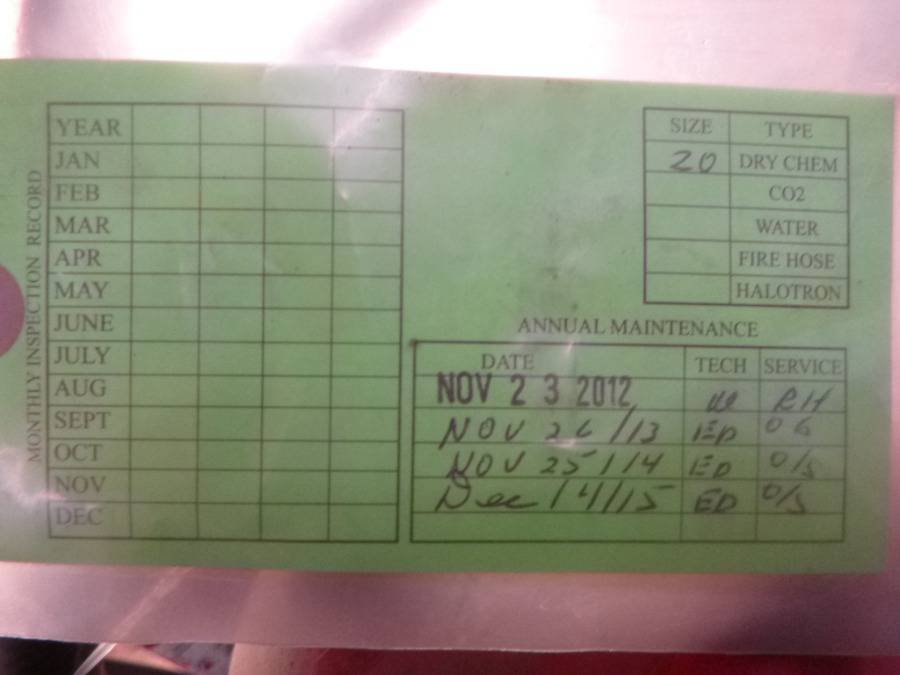 MONTHLY INSPECTION RECORD
YEAR
JAN
FEB
MAR
APR
MAY
JUNE
JULY
AUG
SEPT
OCT
NOV
DEC
SIZE TYPE
20 DRY CHEM
CO2
WATER
FIRE HOSE
HALOTRON
ANNUAL MAINTENANCE
DATE TECH SERVICE
NOV 23 2012 RH
NOV 26/13 ED
NOV 25/14 ED O/S
Dec 14/15 ED O/S